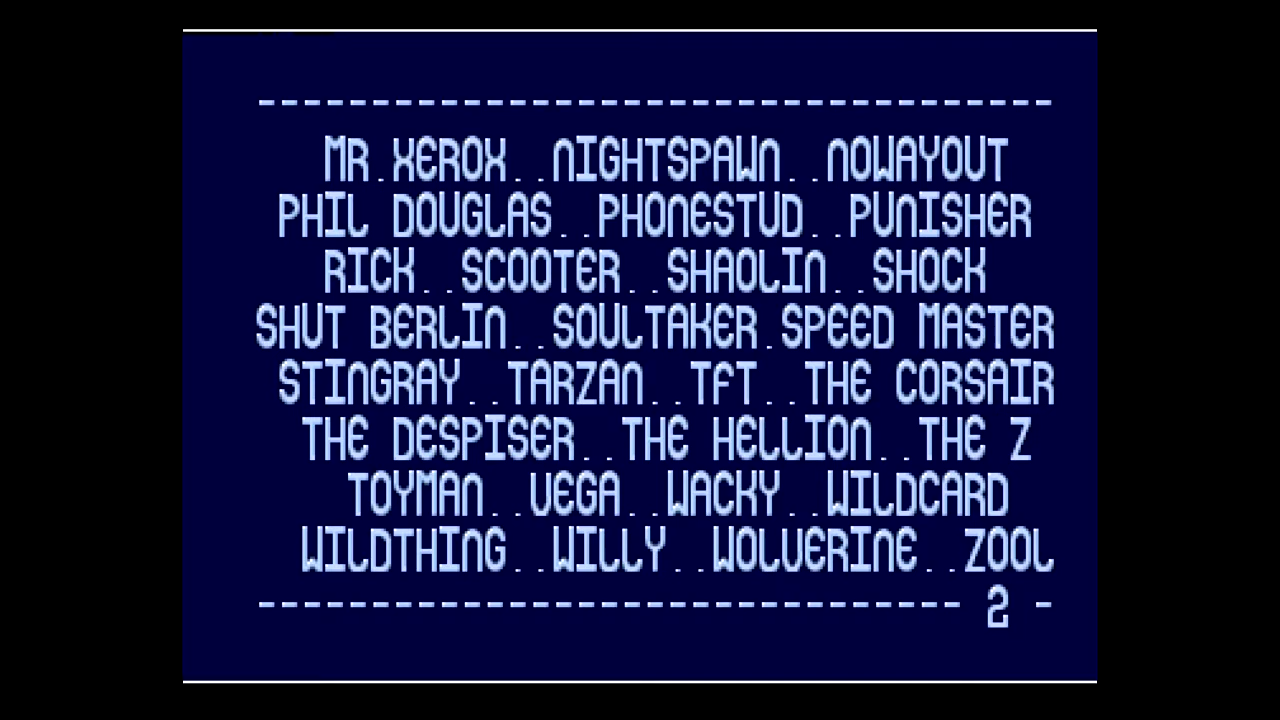 -----------------------------------
MR.XEROX..NIGHTSPAWN..NOWAYOUT
PHIL DOUGLAS..PHONESTUD..PUNISHER
RICK..SCOOTER..SHAOLIN..SHOCK
SHUT BERLIN..SOULTAKER.SPEED MASTER
STINGRAY..TARZAN..TFT..THE CORSAIR
THE DESPISER..THE HELLION..THE Z
TOYMAN..VEGA..WACKY..WILDCARD
WILDTHING..WILLY..WOLVERINE..ZOOL
------------------------------- 2 -